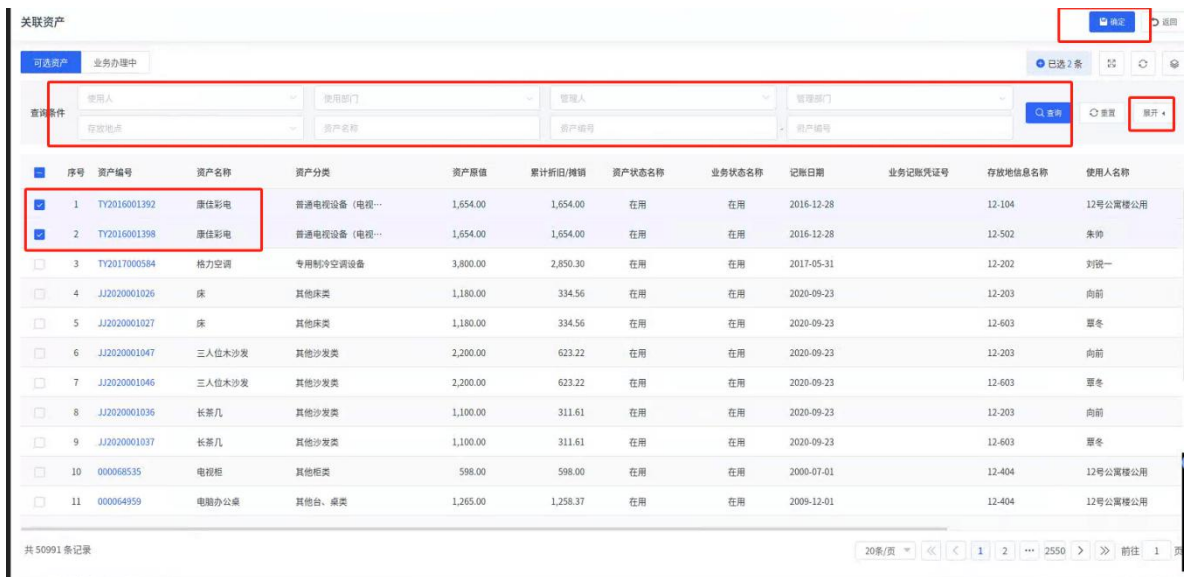 关联资产 确定 返回
可选资产 业务办理中 已选2条
查询条件 使用人 使用部门 管理人 管理部门 查询 重置 展开
存放地点 资产名称 资产编号 - 资产编号
序号 资产编号 资产名称 资产分类 资产原值 累计折旧/摊销 资产状态名称 业务状态名称 记账日期 业务记账凭证号 存放地信息名称 使用人名称
1 TY2016001392 康佳彩电 普通电视设备（电视… 1,654.00 1,654.00 在用 在用 2016-12-28 12-104 12号公寓楼公用
2 TY2016001398 康佳彩电 普通电视设备（电视… 1,654.00 1,654.00 在用 在用 2016-12-28 12-502 朱帅
3 TY2017000584 格力空调 专用制冷空调设备 3,800.00 2,850.30 在用 在用 2017-05-31 12-202 刘锐一
4 JJ2020001026 床 其他床类 1,180.00 334.56 在用 在用 2020-09-23 12-203 向前
5 JJ2020001027 床 其他床类 1,180.00 334.56 在用 在用 2020-09-23 12-603 覃冬
6 JJ2020001047 三人位木沙发 其他沙发类 2,200.00 623.22 在用 在用 2020-09-23 12-203 向前
7 JJ2020001046 三人位木沙发 其他沙发类 2,200.00 623.22 在用 在用 2020-09-23 12-603 覃冬
8 JJ2020001036 长茶几 其他沙发类 1,100.00 311.61 在用 在用 2020-09-23 12-203 向前
9 JJ2020001037 长茶几 其他沙发类 1,100.00 311.61 在用 在用 2020-09-23 12-603 覃冬
10 000068535 电视柜 其他柜类 598.00 598.00 在用 在用 2000-07-01 12-404 12号公寓楼公用
11 000064959 电脑办公桌 其他台、桌类 1,265.00 1,258.37 在用 在用 2009-12-01 12-404 12号公寓楼公用
共 50991 条记录 20条/页 1 2 … 2550 前往 1 页